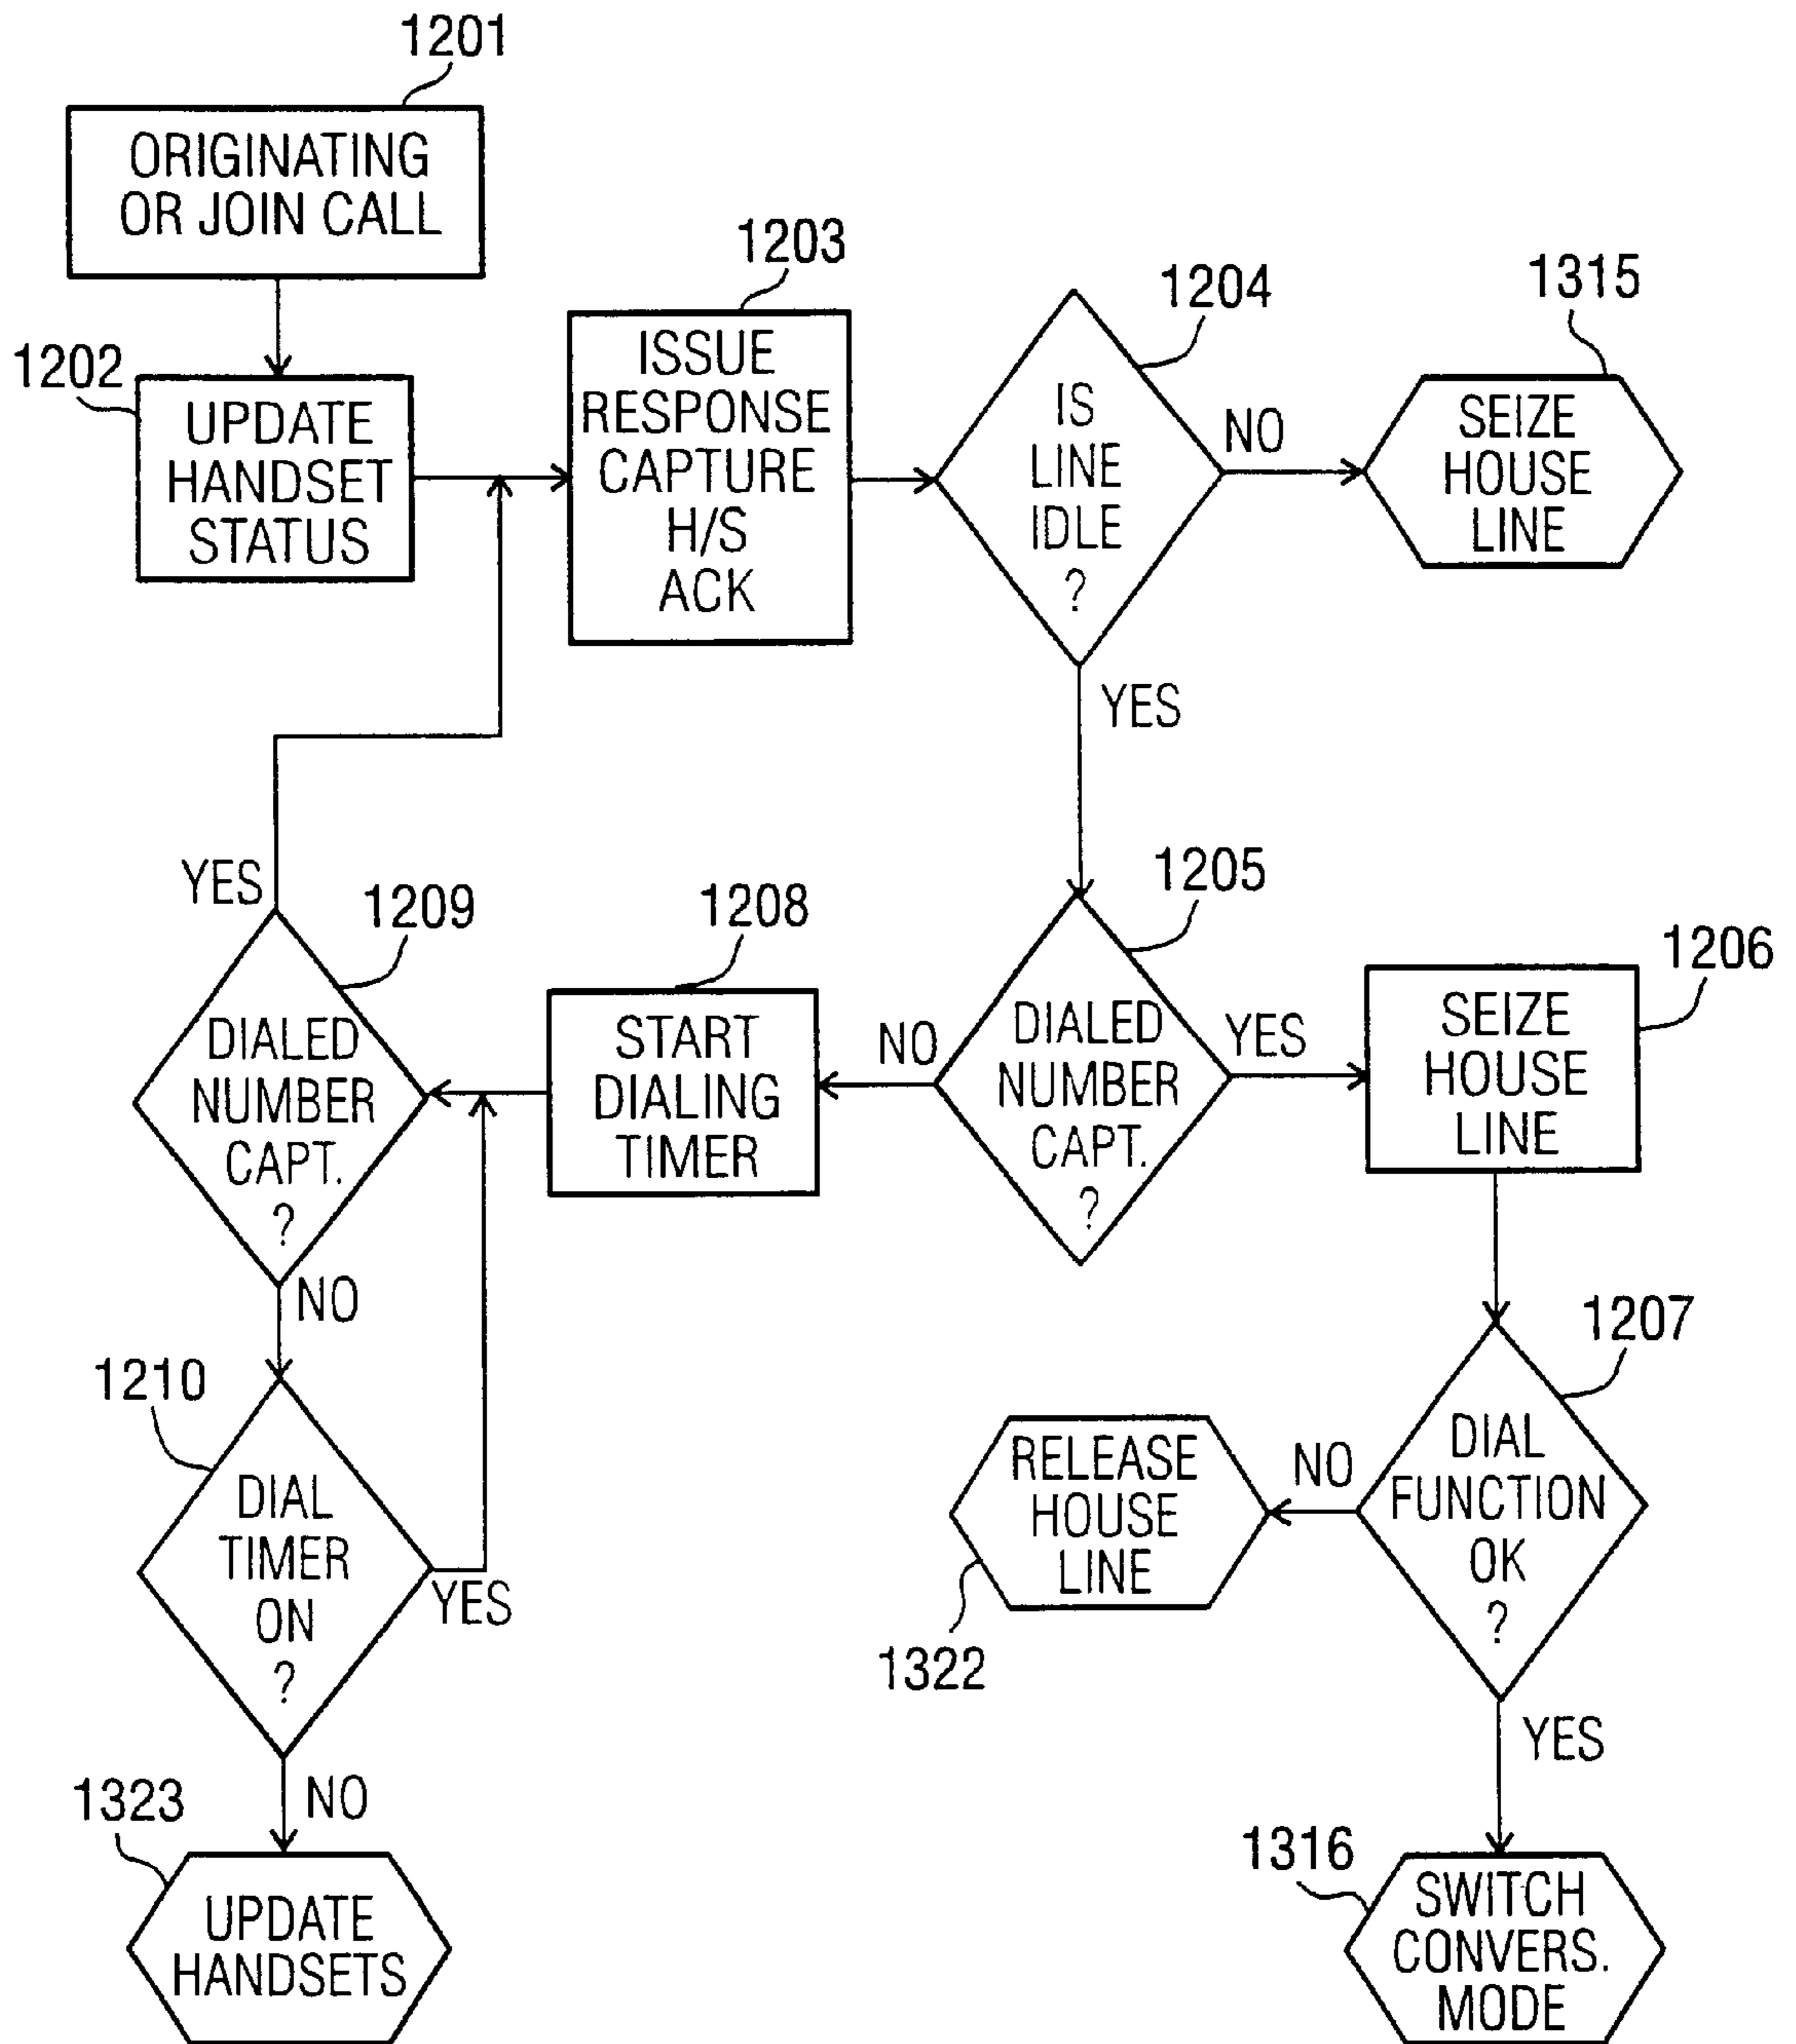 1201
ORIGINATING
OR JOIN CALL
1202
UPDATE
HANDSET
STATUS
1203
ISSUE
RESPONSE
CAPTURE
H/S
ACK
1204
IS
LINE
IDLE
?
NO
1315
SEIZE
HOUSE
LINE
YES
1205
DIALED
NUMBER
CAPT.
?
YES
1206
SEIZE
HOUSE
LINE
NO
1208
START
DIALING
TIMER
YES
1209
DIALED
NUMBER
CAPT.
?
NO
1210
DIAL
TIMER
ON
?
YES
NO
1323
UPDATE
HANDSETS
1207
DIAL
FUNCTION
OK
?
NO
RELEASE
HOUSE
LINE
1322
YES
1316
SWITCH
CONVERS.
MODE